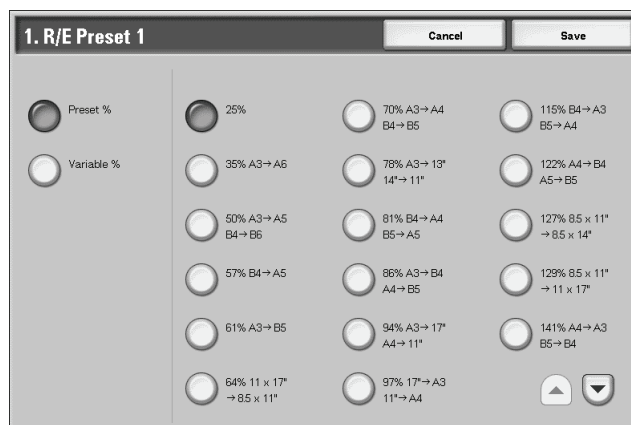 1. R/E Preset 1
Cancel
Save
Preset %
Variable %
25%
35% A3→A6
50% A3→A5
B4→B6
57% B4→A5
61% A3→B5
64% 11 x 17"
→8.5 x 11"
70% A3→A4
B4→B5
78% A3→13"
14"→11"
81% B4→A4
B5→A5
86% A3→B4
A4→B5
94% A3→17"
A4→11"
97% 17"→A3
11"→A4
115% B4→A3
B5→A4
122% A4→B4
A5→B5
127% 8.5 x 11"
→8.5 x 14"
129% 8.5 x 11"
→11 x 17"
141% A4→A3
B5→B4